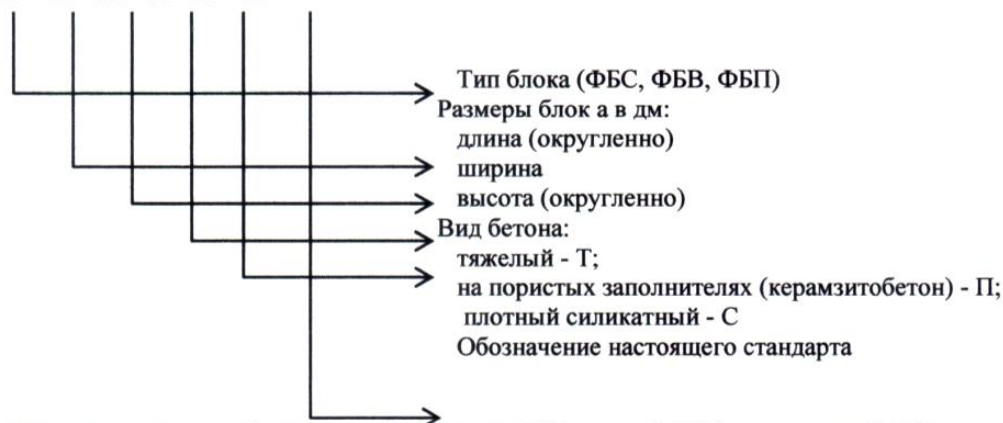 Тип блока (ФБС, ФБВ, ФБП)
Размеры блок а в дм:
длина (округленно)
ширина
высота (округленно)
Вид бетона:
тяжелый - Т;
на пористых заполнителях (керамзитобетон) - П;
плотный силикатный - С
Обозначение настоящего стандарта